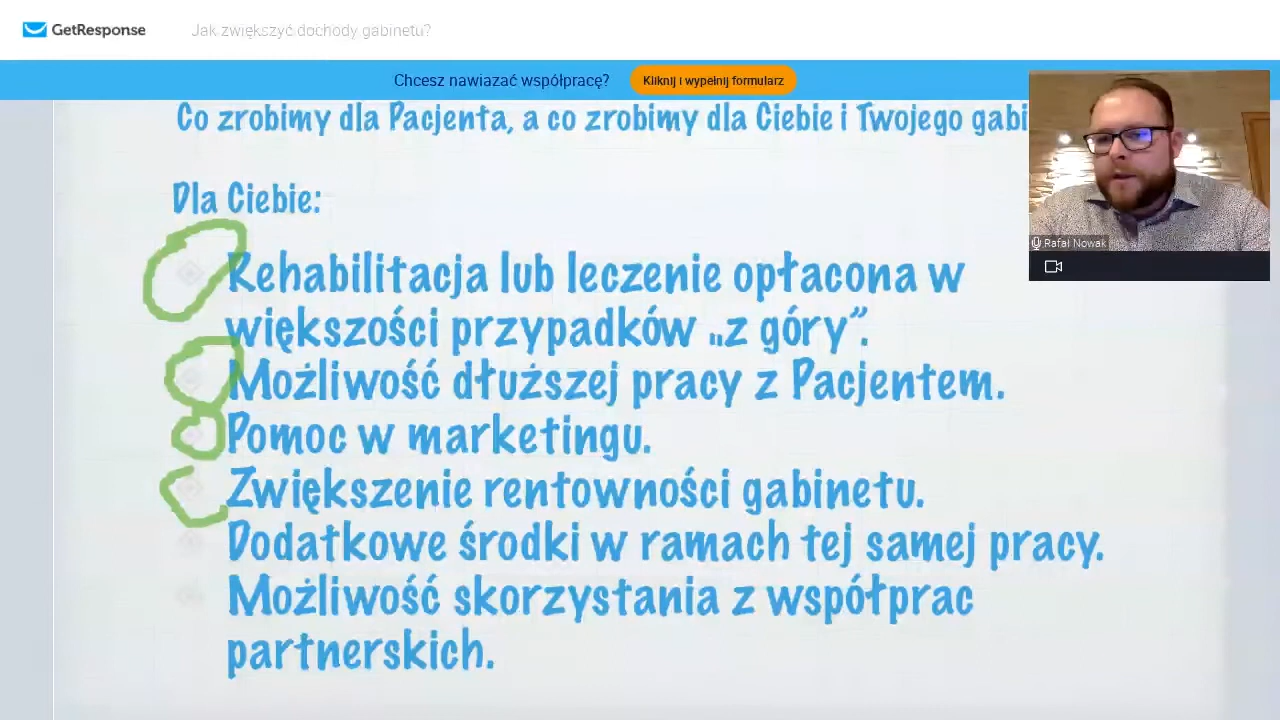 GetResponse
Jak zwiększyć dochody gabinetu?
Chcesz nawiazać współpracę?
Kliknij i wypełnij formularz
Co zrobimy dla Pacjenta, a co zrobimy dla Ciebie i Twojego gabi
Rafał Nowak
Dla Ciebie:
Rehabilitacja lub leczenie opłacona w
większości przypadków „z góry”.
Możliwość dłuższej pracy z Pacjentem.
Pomoc w marketingu.
Zwiększenie rentowności gabinetu.
Dodatkowe środki w ramach tej samej pracy.
Możliwość skorzystania z współprac
partnerskich.